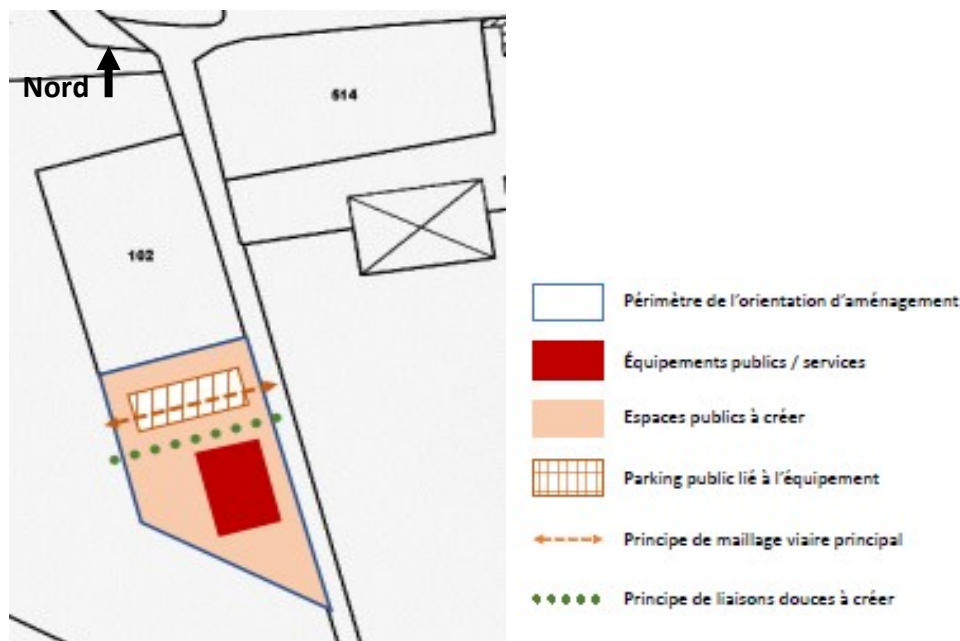 Nord
514
102
Périmètre de l'orientation d'aménagement
Équipements publics / services
Espaces publics à créer
Parking public lié à l'équipement
Principe de maillage viaire principal
Principe de liaisons douces à créer